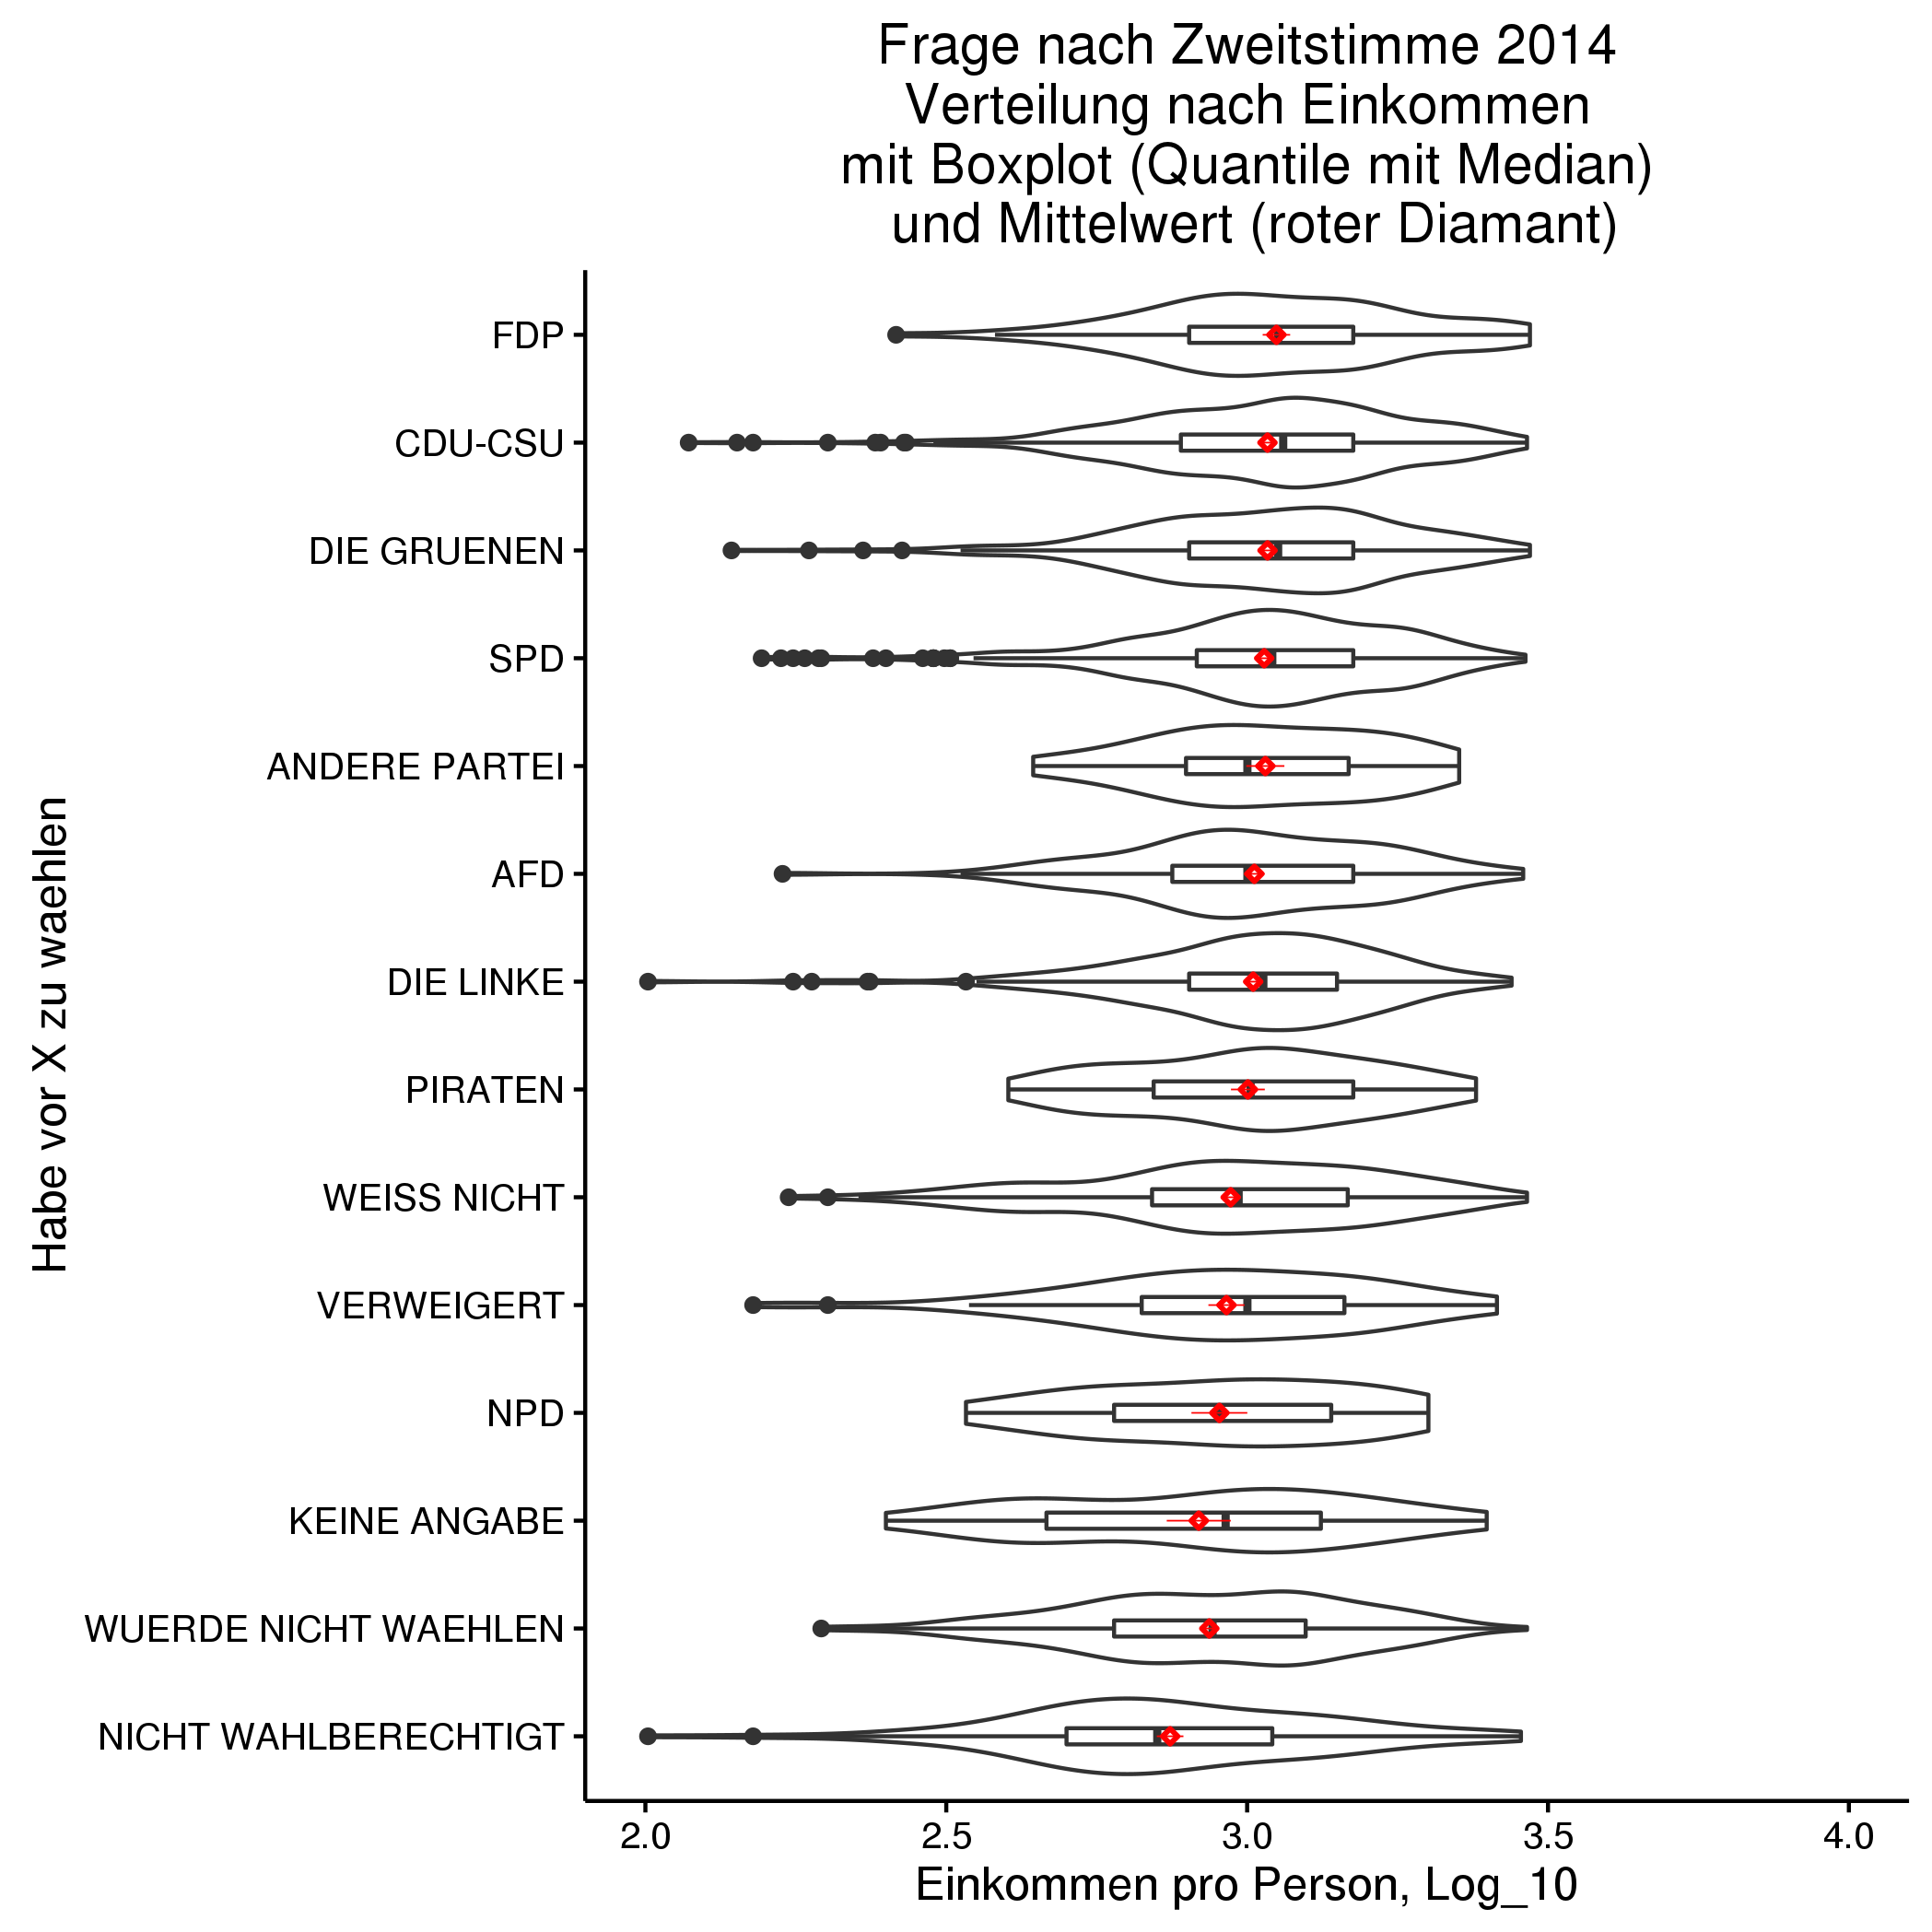 Frage nach Zweitstimme 2014
Verteilung nach Einkommen
mit Boxplot (Quantile mit Median)
und Mittelwert (roter Diamant)
Habe vor X zu waehlen
FDP
CDU-CSU
DIE GRUENEN
SPD
ANDERE PARTEI
AFD
DIE LINKE
PIRATEN
WEISS NICHT
VERWEIGERT
NPD
KEINE ANGABE
WUERDE NICHT WAEHLEN
NICHT WAHLBERECHTIGT
2.0 2.5 3.0 3.5 4.0
Einkommen pro Person, Log_10